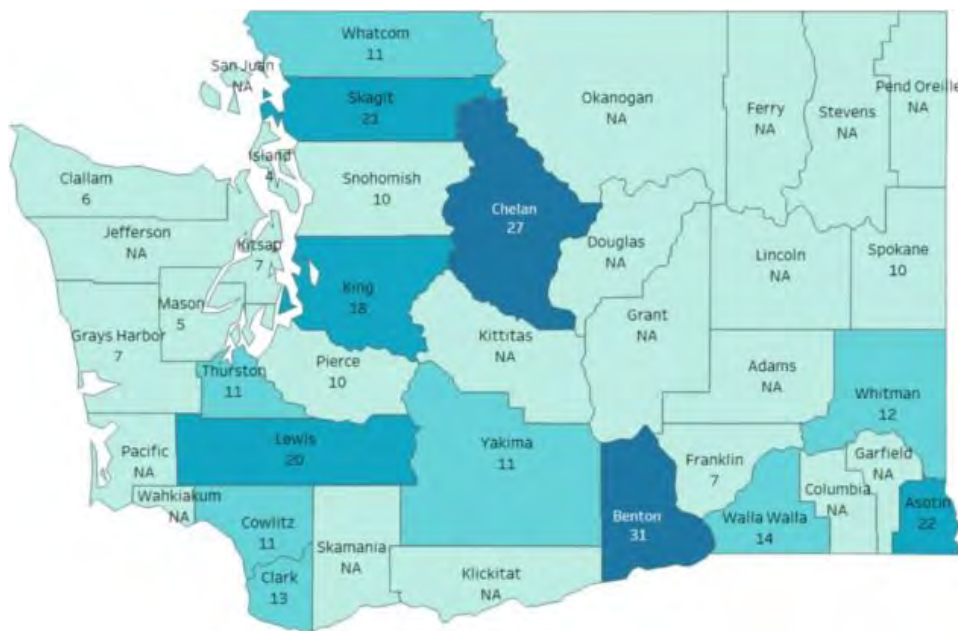 Whatcom
11
San Juan
NA
Skagit
21
Okanogan
NA
Ferry
NA
Stevens
NA
Pend Oreille
NA
Island
4
Clallam
6
Snohomish
10
Chelan
27
Jefferson
NA
Kitsap
7
Douglas
NA
Lincoln
NA
Spokane
10
King
18
Mason
5
Grays Harbor
7
Kittitas
NA
Grant
NA
Pierce
10
Thurston
11
Adams
NA
Whitman
12
Lewis
20
Yakima
11
Pacific
NA
Franklin
7
Garfield
NA
Columbia
NA
Wahkiakum
NA
Cowlitz
11
Benton
31
Walla Walla
14
Asotin
22
Skamania
NA
Clark
13
Klickitat
NA